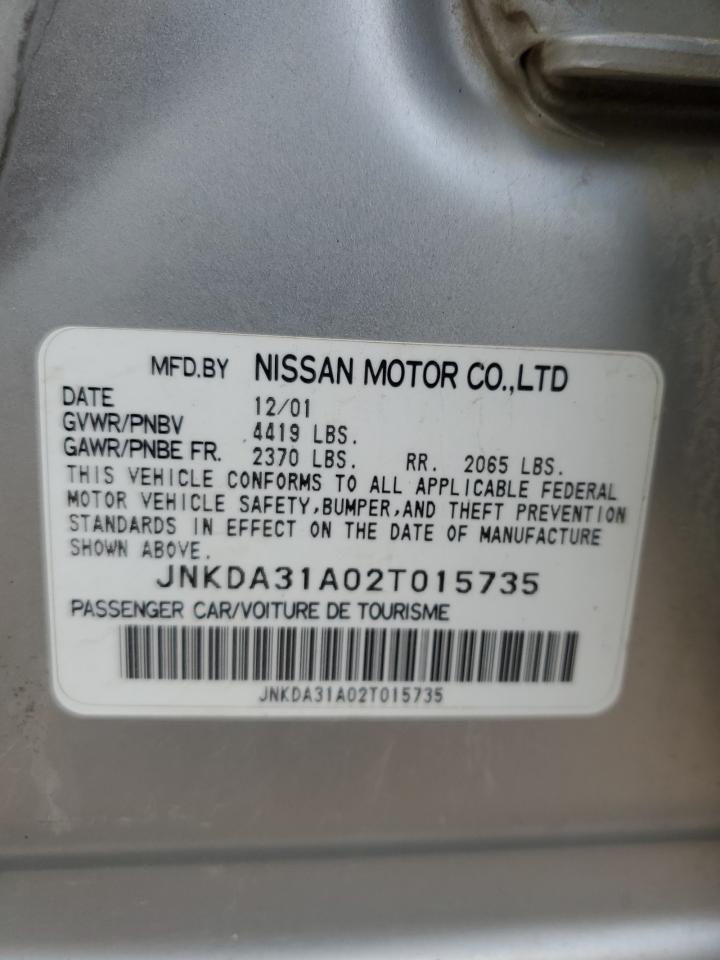 MFD.BY NISSAN MOTOR CO.,LTD
DATE 12/01
GVWR/PNBV 4419 LBS.
GAWR/PNBE FR. 2370 LBS. RR. 2065 LBS.
THIS VEHICLE CONFORMS TO ALL APPLICABLE FEDERAL
MOTOR VEHICLE SAFETY,BUMPER,AND THEFT PREVENTION
STANDARDS IN EFFECT ON THE DATE OF MANUFACTURE
SHOWN ABOVE.
JNKDA31A02T015735
PASSENGER CAR/VOITURE DE TOURISME
JNKDA31A02T015735